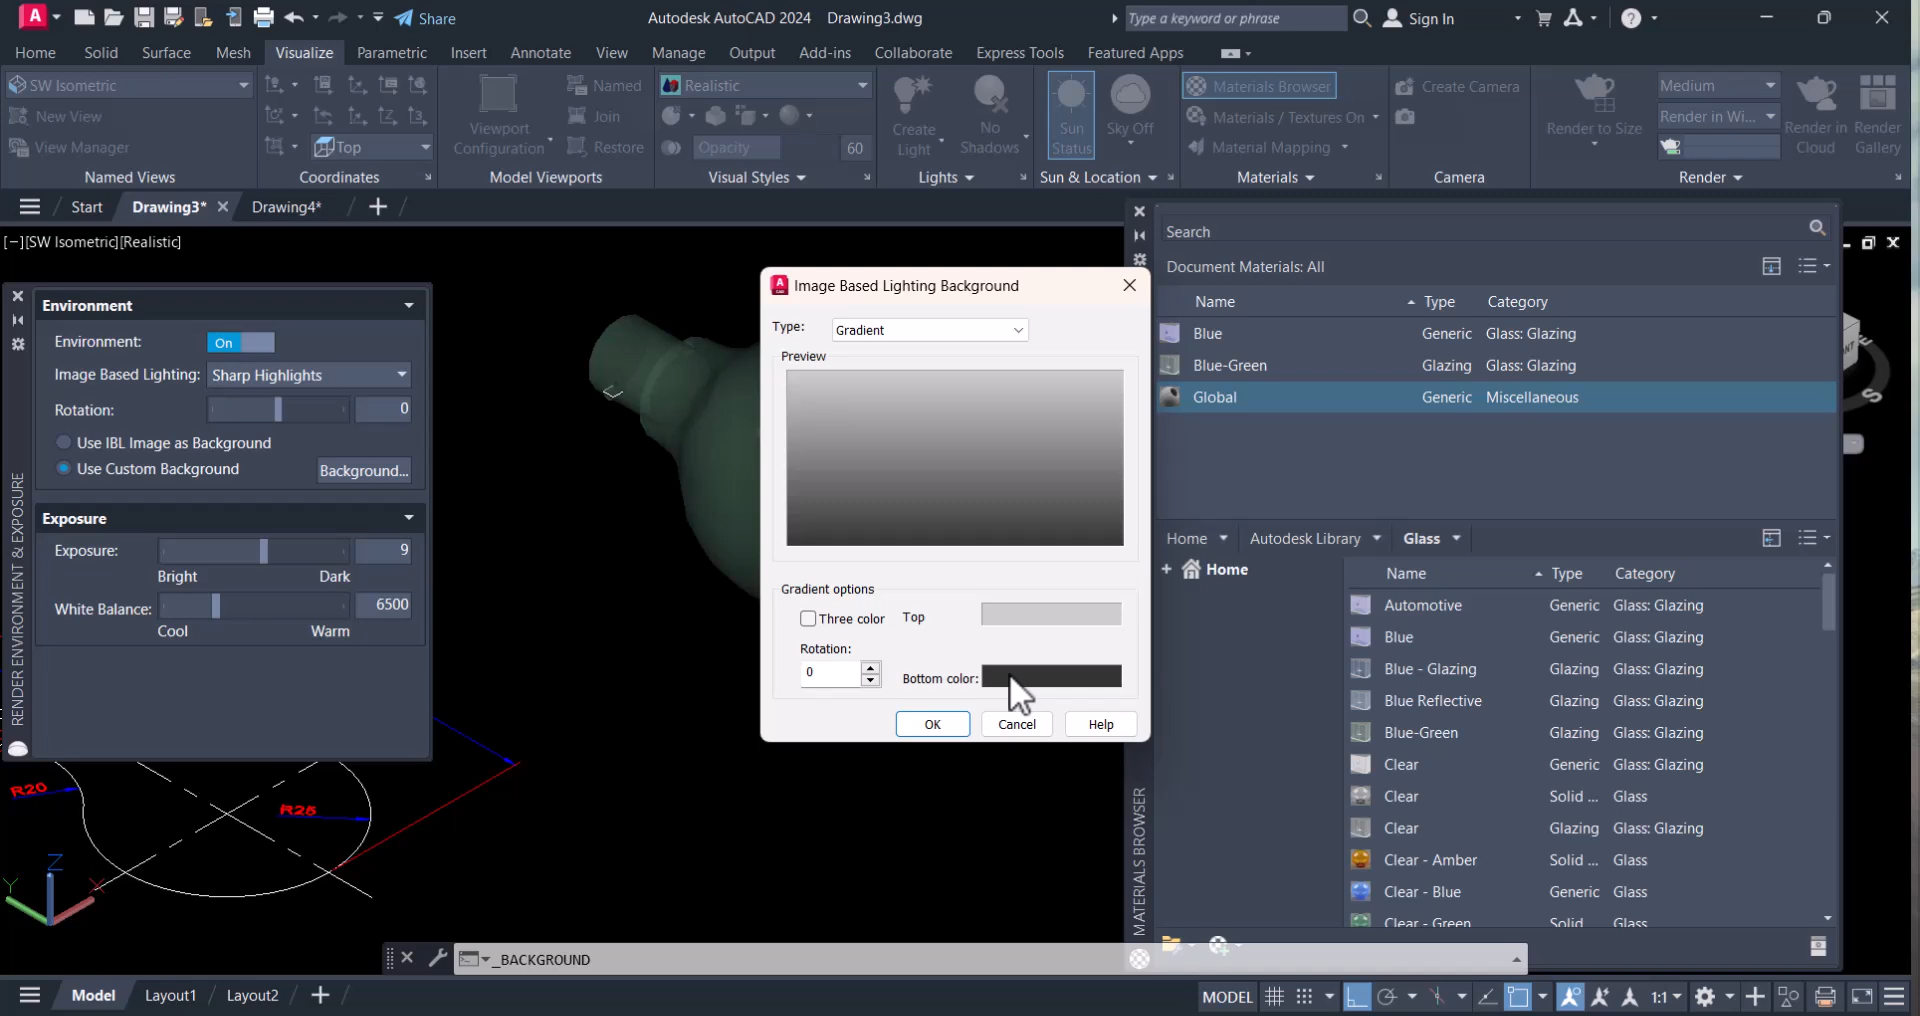 Share
Autodesk AutoCAD 2024 Drawing3.dwg
Type a keyword or phrase
Sign In
Home Solid Surface Mesh Visualize Parametric Insert Annotate View Manage Output Add-ins Collaborate Express Tools Featured Apps
SW Isometric
New View
View Manager
Named Views
Top
Coordinates
Viewport
Configuration
Named
Join
Restore
Model Viewports
Realistic
Opacity 60
Visual Styles
Create
Light
No
Shadows
Lights
Sun
Status
Sky Off
Sun & Location
Materials Browser
Materials / Textures On
Material Mapping
Materials
Create Camera
Camera
Render to Size
Medium
Render in Wi...
Render in
Cloud
Render
Gallery
Render
Start Drawing3* Drawing4*
[−][SW Isometric][Realistic]
Environment
Environment: On
Image Based Lighting: Sharp Highlights
Rotation: 0
Use IBL Image as Background
Use Custom Background Background...
Exposure
Exposure: 9
Bright Dark
White Balance: 6500
Cool Warm
RENDER ENVIRONMENT & EXPOSURE
Image Based Lighting Background
Type: Gradient
Preview
Gradient options
Three color Top
Rotation:
0
Bottom color:
OK Cancel Help
Search
Document Materials: All
Name Type Category
Blue Generic Glass: Glazing
Blue-Green Glazing Glass: Glazing
Global Generic Miscellaneous
Home Autodesk Library Glass
Home
Name Type Category
Automotive Generic Glass: Glazing
Blue Generic Glass: Glazing
Blue - Glazing Glazing Glass: Glazing
Blue Reflective Glazing Glass: Glazing
Blue-Green Glazing Glass: Glazing
Clear Generic Glass: Glazing
Clear Solid ... Glass
Clear Glazing Glass: Glazing
Clear - Amber Solid ... Glass
Clear - Blue Generic Glass
Clear - Green Solid Glass
MATERIALS BROWSER
R20
R25
Z
Y
X
E
S
_BACKGROUND
Model Layout1 Layout2
MODEL 1:1